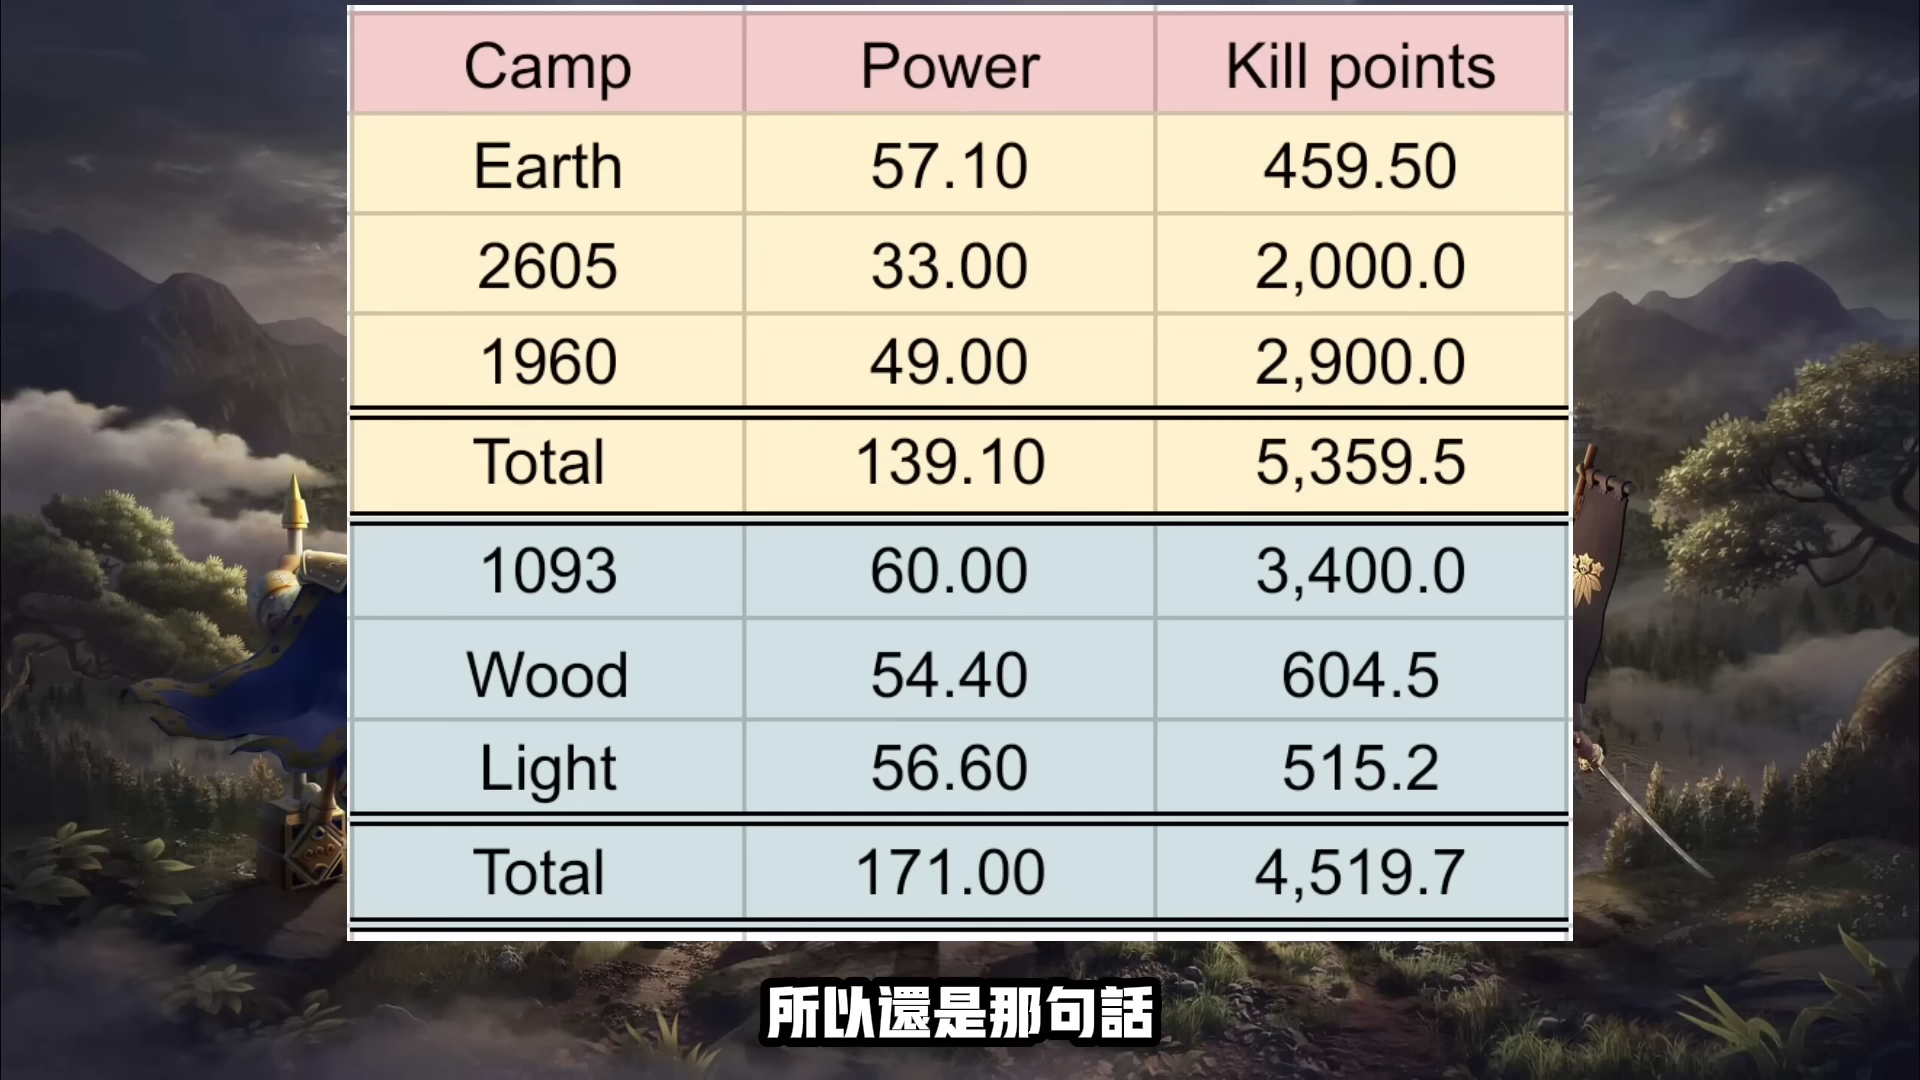 Camp Power Kill points
Earth 57.10 459.50
2605 33.00 2,000.0
1960 49.00 2,900.0
Total 139.10 5,359.5
1093 60.00 3,400.0
Wood 54.40 604.5
Light 56.60 515.2
Total 171.00 4,519.7
所以還是那句話